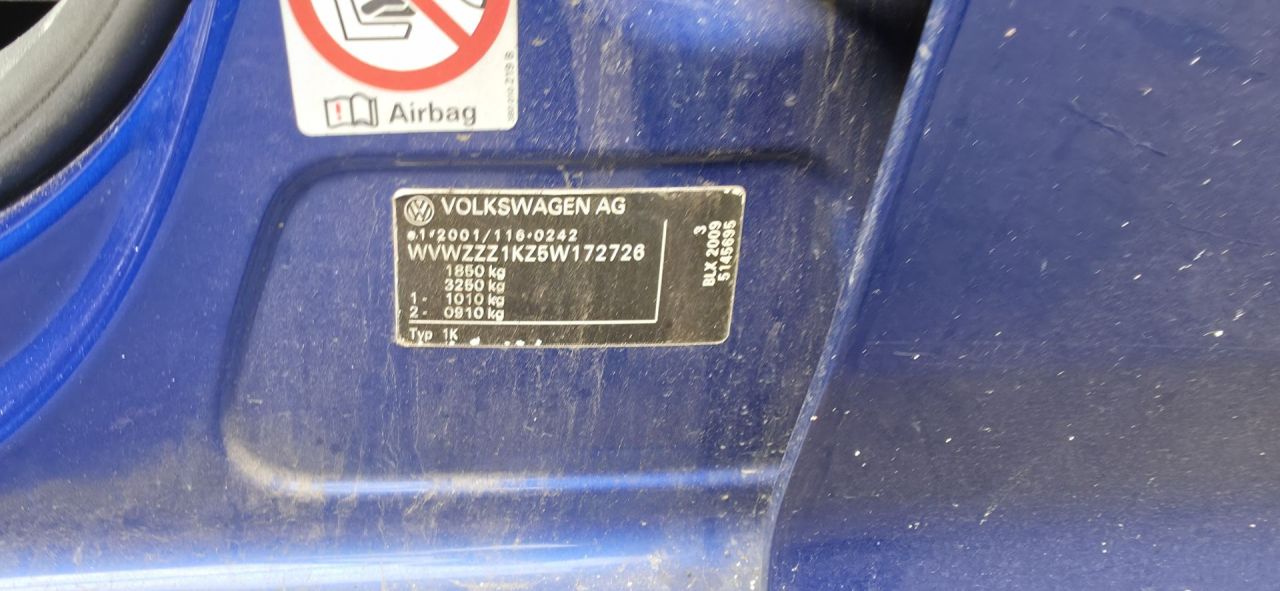 Airbag
VOLKSWAGEN AG
e1*2001/116*0242
WVWZZZ1KZ5W172726
1850 kg
3250 kg
1- 1010 kg
2- 0910 kg
Typ 1K
3
BLX 2009
5145695